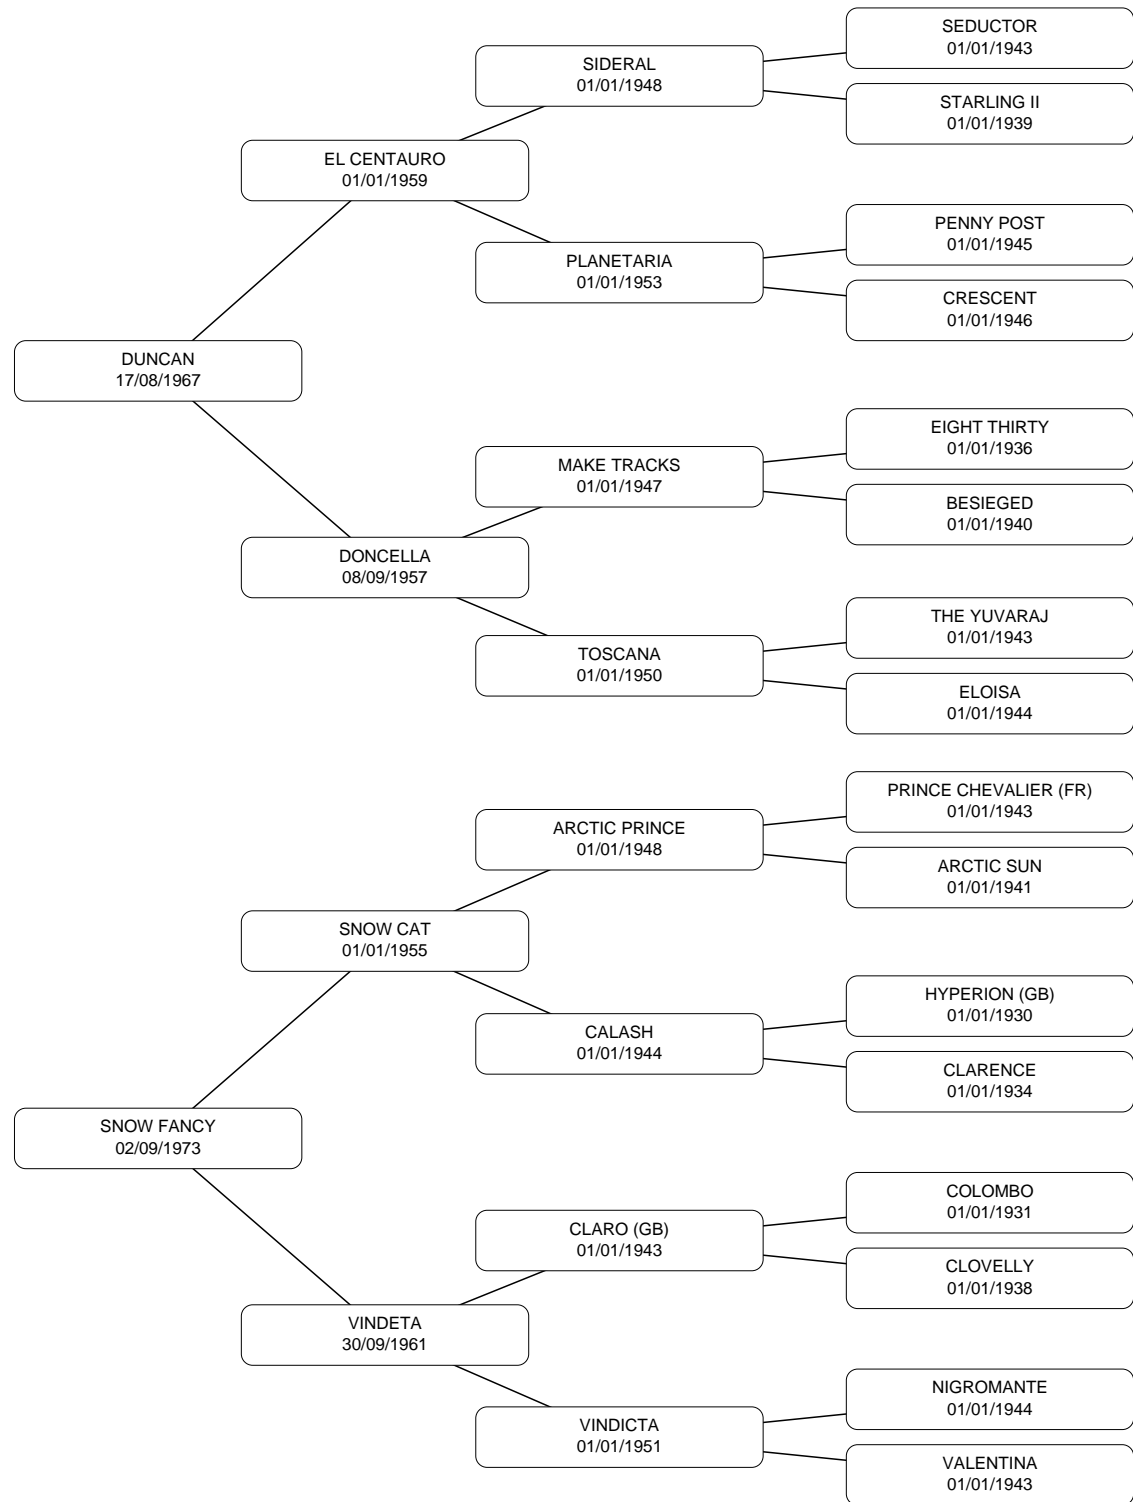 SEDUCTOR
01/01/1943
SIDERAL
01/01/1948
STARLING II
01/01/1939
EL CENTAURO
01/01/1959
PENNY POST
01/01/1945
PLANETARIA
01/01/1953
CRESCENT
01/01/1946
DUNCAN
17/08/1967
EIGHT THIRTY
01/01/1936
MAKE TRACKS
01/01/1947
BESIEGED
01/01/1940
DONCELLA
08/09/1957
THE YUVARAJ
01/01/1943
TOSCANA
01/01/1950
ELOISA
01/01/1944
PRINCE CHEVALIER (FR)
01/01/1943
ARCTIC PRINCE
01/01/1948
ARCTIC SUN
01/01/1941
SNOW CAT
01/01/1955
HYPERION (GB)
01/01/1930
CALASH
01/01/1944
CLARENCE
01/01/1934
SNOW FANCY
02/09/1973
COLOMBO
01/01/1931
CLARO (GB)
01/01/1943
CLOVELLY
01/01/1938
VINDETA
30/09/1961
NIGROMANTE
01/01/1944
VINDICTA
01/01/1951
VALENTINA
01/01/1943